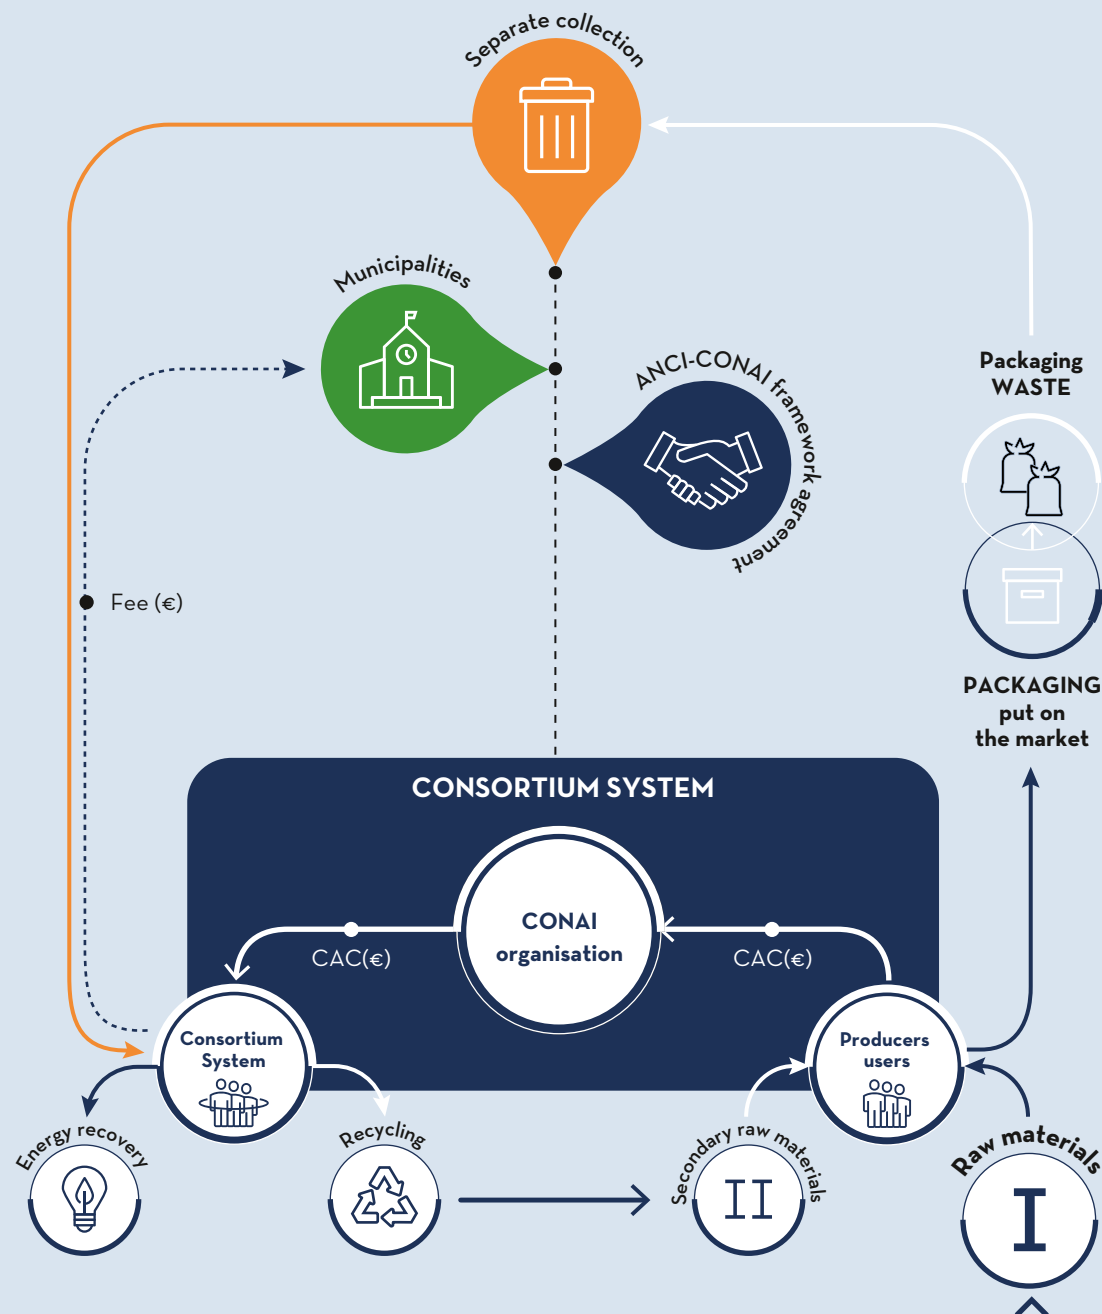 Separate collection
Municipalities
ANCI-CONAI framework agreement
Packaging
WASTE
Fee (€)
PACKAGING
put on
the market
CONSORTIUM SYSTEM
CONAI
organisation
CAC(€)
CAC(€)
Consortium
System
Producers
users
Energy recovery
Recycling
Secondary raw materials
Raw materials
II
I